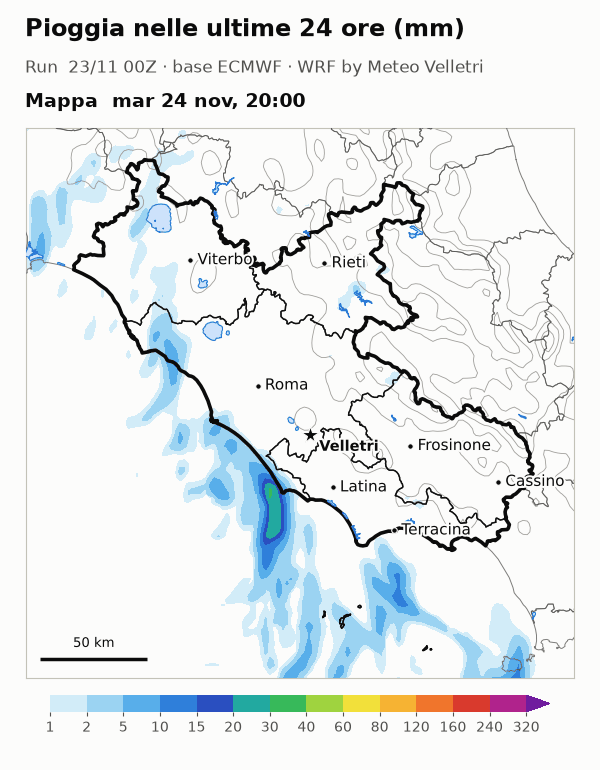 Pioggia nelle ultime 24 ore (mm)
Run 23/11 00Z · base ECMWF · WRF by Meteo Velletri
Mappa mar 24 nov, 20:00
Viterbo
Rieti
Roma
Velletri
Frosinone
Cassino
Latina
Terracina
50 km
1 2 5 10 15 20 30 40 60 80 120 160 240 320